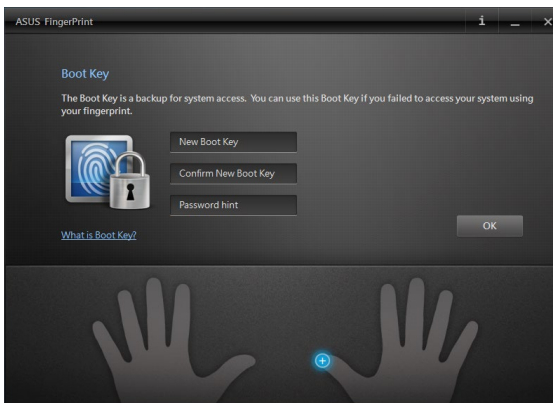 ASUS FingerPrint
Boot Key
The Boot Key is a backup for system access. You can use this Boot Key if you failed to access your system using
your fingerprint.
New Boot Key
Confirm New Boot Key
Password hint
OK
What is Boot Key?